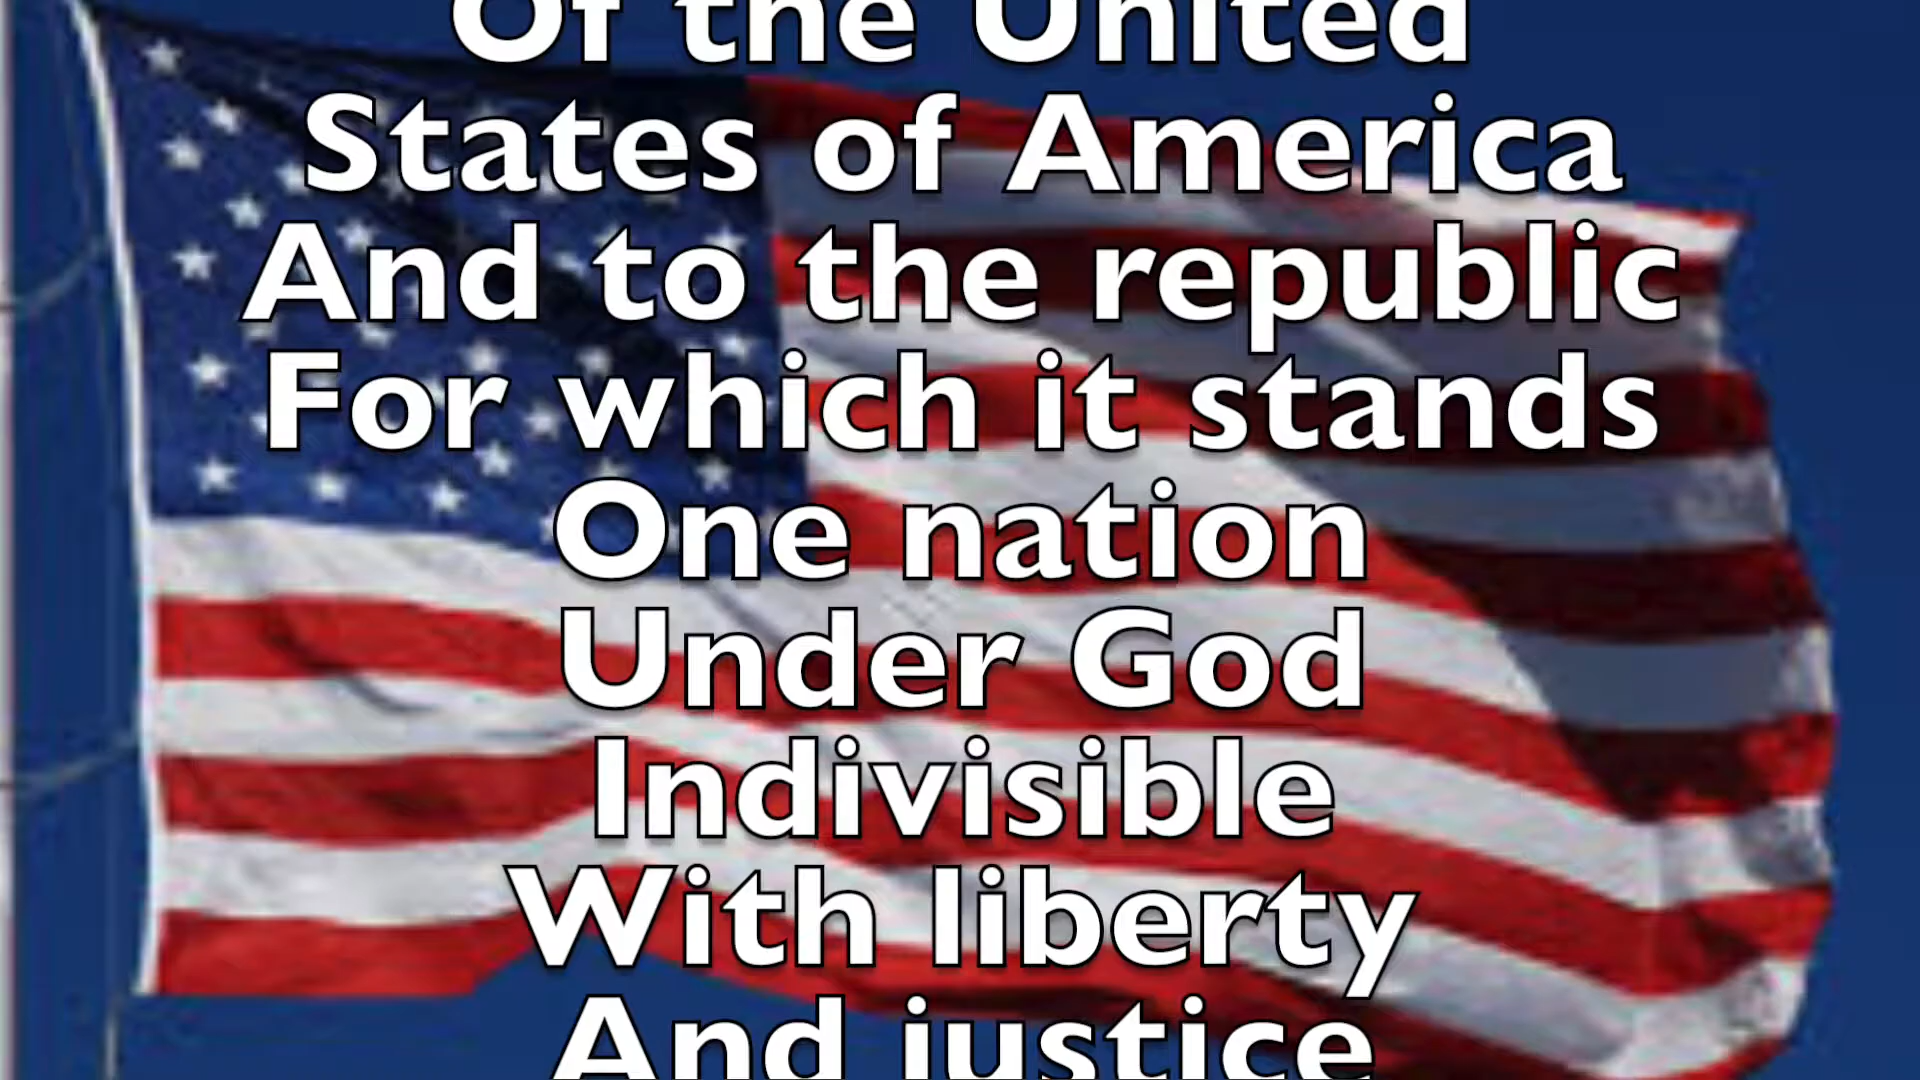 Of the United
States of America
And to the republic
For which it stands
One nation
Under God
Indivisible
With liberty
And justice